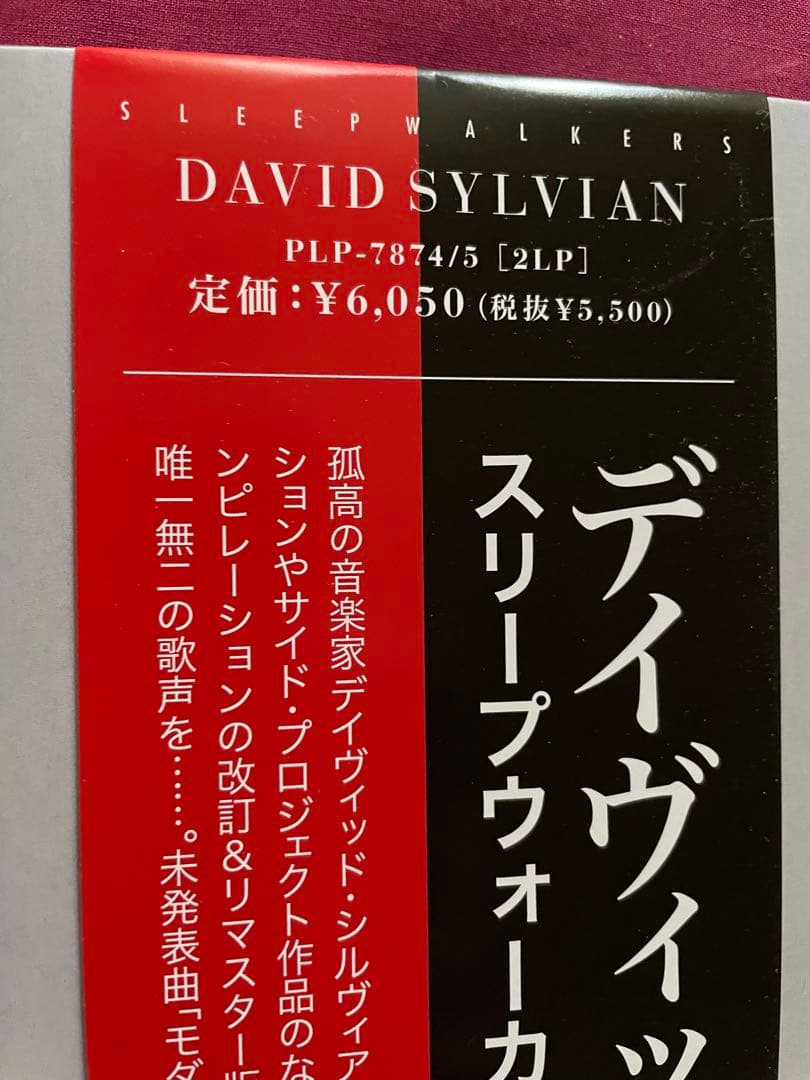 SLEEPWALKERS
DAVID SYLVIAN
PLP-7874/5［2LP］
定価：¥6,050（税抜¥5,500）
デイヴィッ
スリープウォーカ
孤高の音楽家デイヴィッド・シルヴィア
ションやサイド・プロジェクト作品のな
ンピレーションの改訂&リマスター
唯一無二の歌声を……。未発表曲「モダ